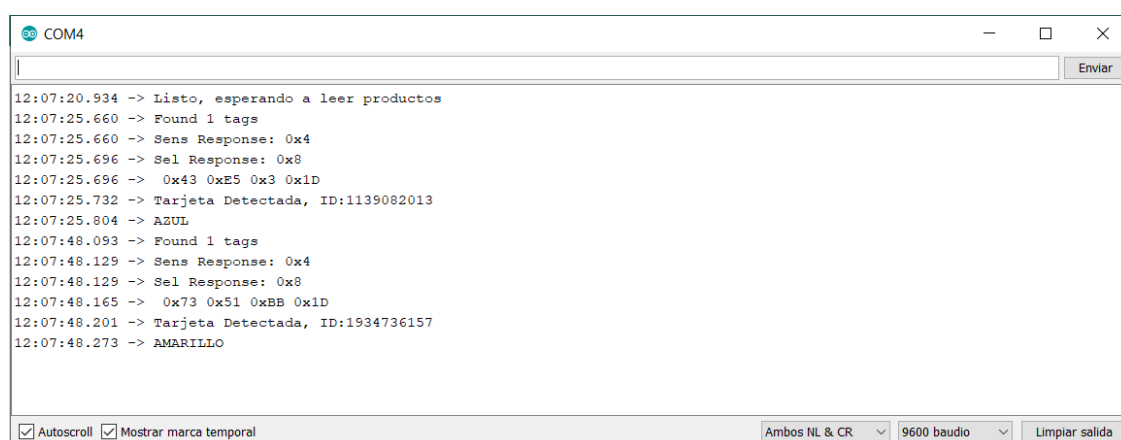 COM4
Enviar
12:07:20.934 -> Listo, esperando a leer productos
12:07:25.660 -> Found 1 tags
12:07:25.660 -> Sens Response: 0x4
12:07:25.696 -> Sel Response: 0x8
12:07:25.696 ->  0x43 0xE5 0x3 0x1D
12:07:25.732 -> Tarjeta Detectada, ID:1139082013
12:07:25.804 -> AZUL
12:07:48.093 -> Found 1 tags
12:07:48.129 -> Sens Response: 0x4
12:07:48.129 -> Sel Response: 0x8
12:07:48.165 ->  0x73 0x51 0xBB 0x1D
12:07:48.201 -> Tarjeta Detectada, ID:1934736157
12:07:48.273 -> AMARILLO
Autoscroll Mostrar marca temporal Ambos NL & CR 9600 baudio Limpiar salida